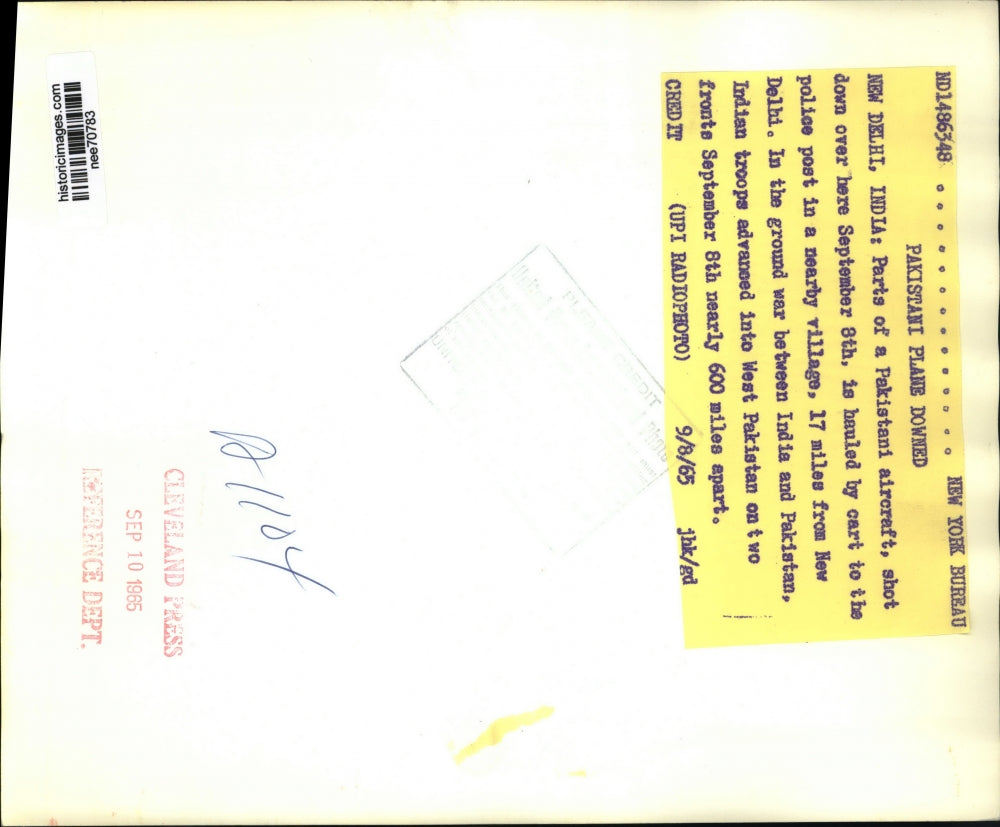 ND1486348 . . . . . . . . . . NEW YORK BUREAU
PAKISTANI PLANE DOWNED
NEW DELHI, INDIA: Parts of a Pakistani aircraft, shot
down over here September 8th, is hauled by cart to the
police post in a nearby village, 17 miles from New
Delhi. In the ground war between India and Pakistan,
Indian troops advanced into West Pakistan on two
fronts September 8th nearly 600 miles apart.
CREDIT (UPI RADIOPHOTO) 9/8/65 jhk/gd
CREDIT
Photo
United
CLEVELAND PRESS
SEP 10 1965
REFERENCE DEPT.
historicimages.com
nee70783